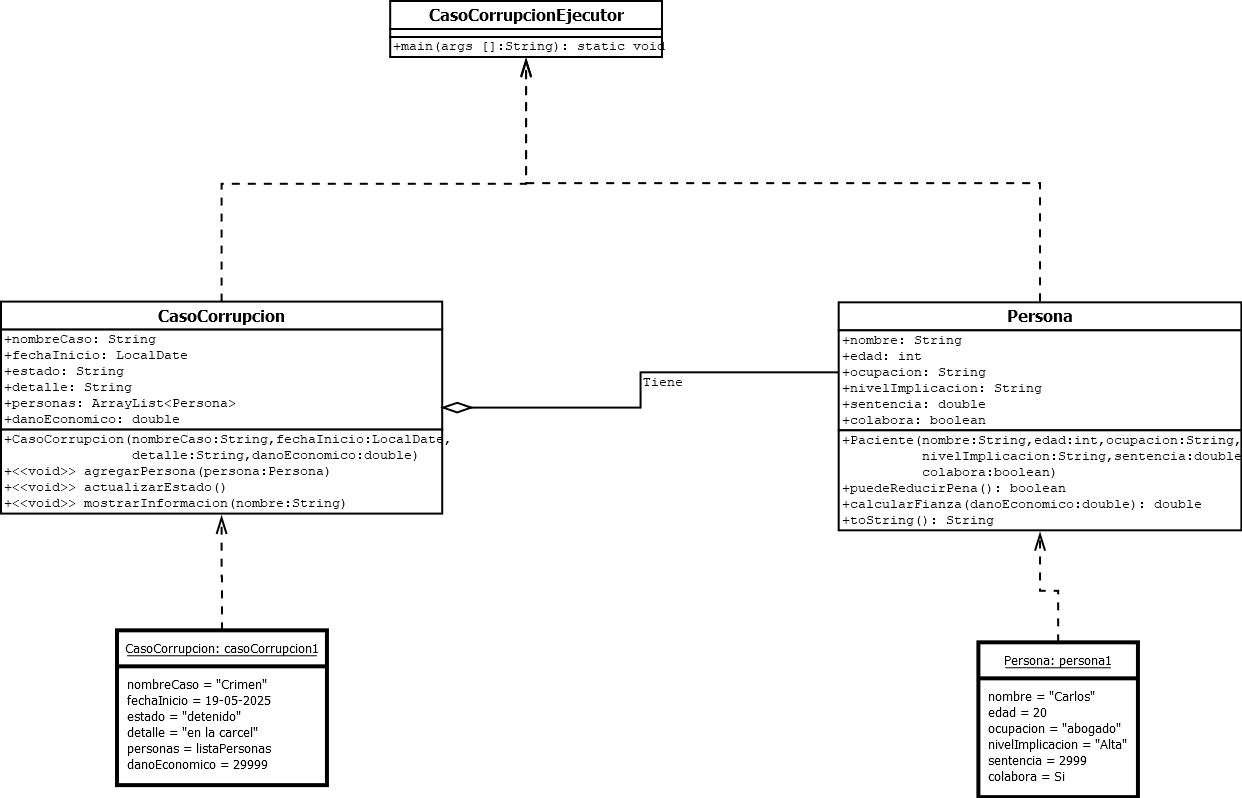 CasoCorrupcionEjecutor
+main(args []:String): static void
CasoCorrupcion
+nombreCaso: String
+fechaInicio: LocalDate
+estado: String
+detalle: String
+personas: ArrayList<Persona>
+danoEconomico: double
+CasoCorrupcion(nombreCaso:String,fechaInicio:LocalDate,
detalle:String,danoEconomico:double)
+<<void>> agregarPersona(persona:Persona)
+<<void>> actualizarEstado()
+<<void>> mostrarInformacion(nombre:String)
Tiene
Persona
+nombre: String
+edad: int
+ocupacion: String
+nivelImplicacion: String
+sentencia: double
+colabora: boolean
+Paciente(nombre:String,edad:int,ocupacion:String,
nivelImplicacion:String,sentencia:double
colabora:boolean)
+puedeReducirPena(): boolean
+calcularFianza(danoEconomico:double): double
+toString(): String
CasoCorrupcion: casoCorrupcion1
nombreCaso = "Crimen"
fechaInicio = 19-05-2025
estado = "detenido"
detalle = "en la carcel"
personas = listaPersonas
danoEconomico = 29999
Persona: persona1
nombre = "Carlos"
edad = 20
ocupacion = "abogado"
nivelImplicacion = "Alta"
sentencia = 2999
colabora = Si